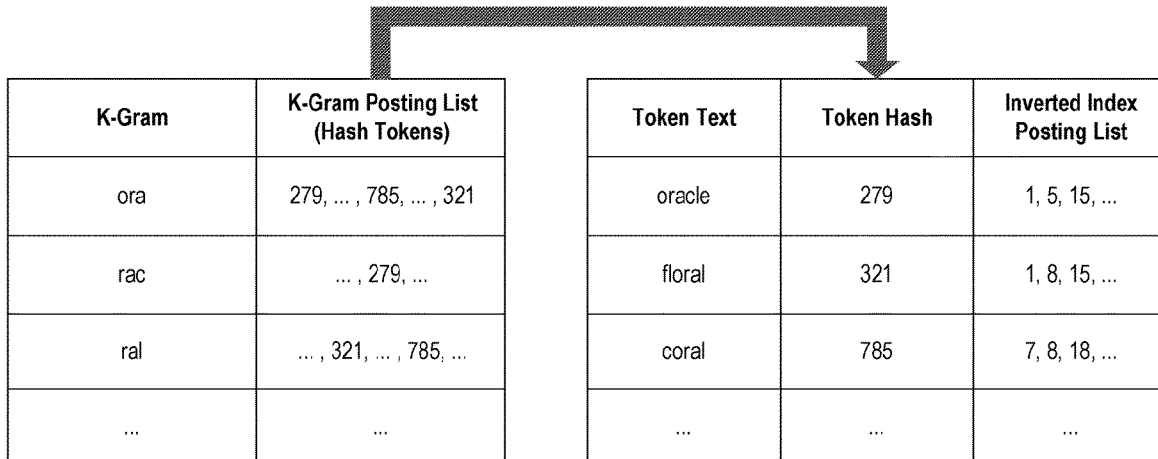 K-Gram
K-Gram Posting List
(Hash Tokens)
ora
279, ... , 785, ... , 321
rac
... , 279, ...
ral
... , 321, ... , 785, ...
...
...
Token Text
Token Hash
Inverted Index
Posting List
oracle
279
1, 5, 15, ...
floral
321
1, 8, 15, ...
coral
785
7, 8, 18, ...
...
...
...